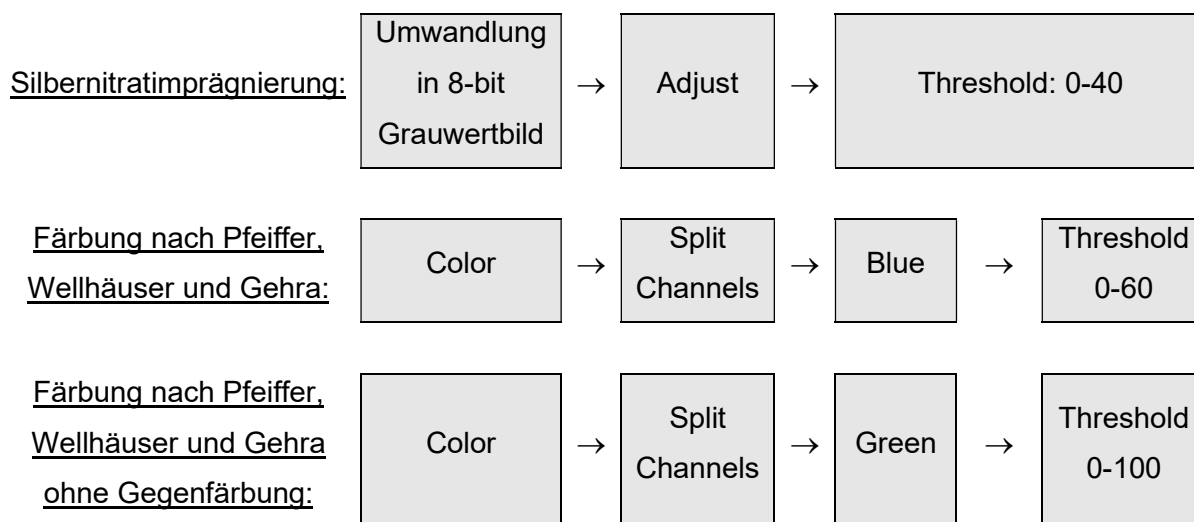 Silbernitratimprägnierung:
Umwandlung
in 8-bit
Grauwertbild
→
Adjust
→
Threshold: 0-40
Färbung nach Pfeiffer,
Wellhäuser und Gehra:
Color
→
Split
Channels
→
Blue
→
Threshold
0-60
Färbung nach Pfeiffer,
Wellhäuser und Gehra
ohne Gegenfärbung:
Color
→
Split
Channels
→
Green
→
Threshold
0-100